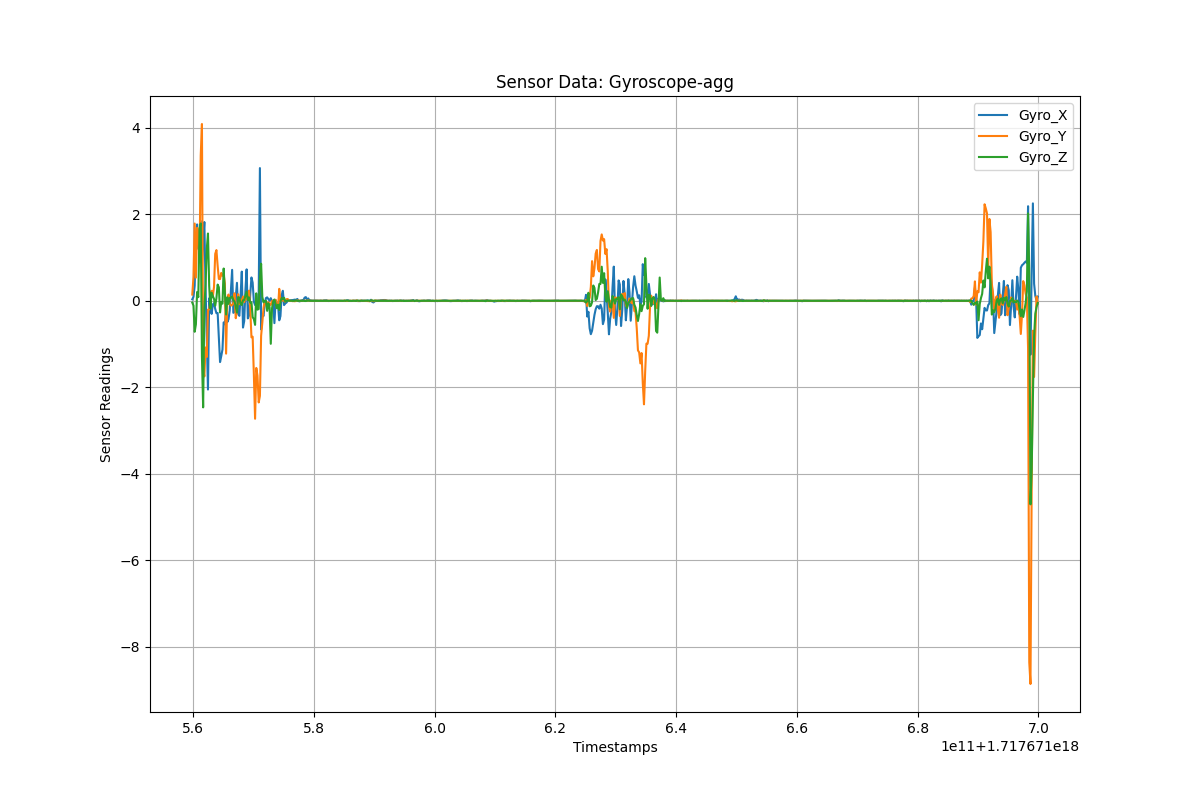 Sensor Data: Gyroscope-agg
Gyro_X
Gyro_Y
Gyro_Z
Sensor Readings
4
2
0
−2
−4
−6
−8
5.6 5.8 6.0 6.2 6.4 6.6 6.8 7.0
Timestamps
1e11+1.717671e18